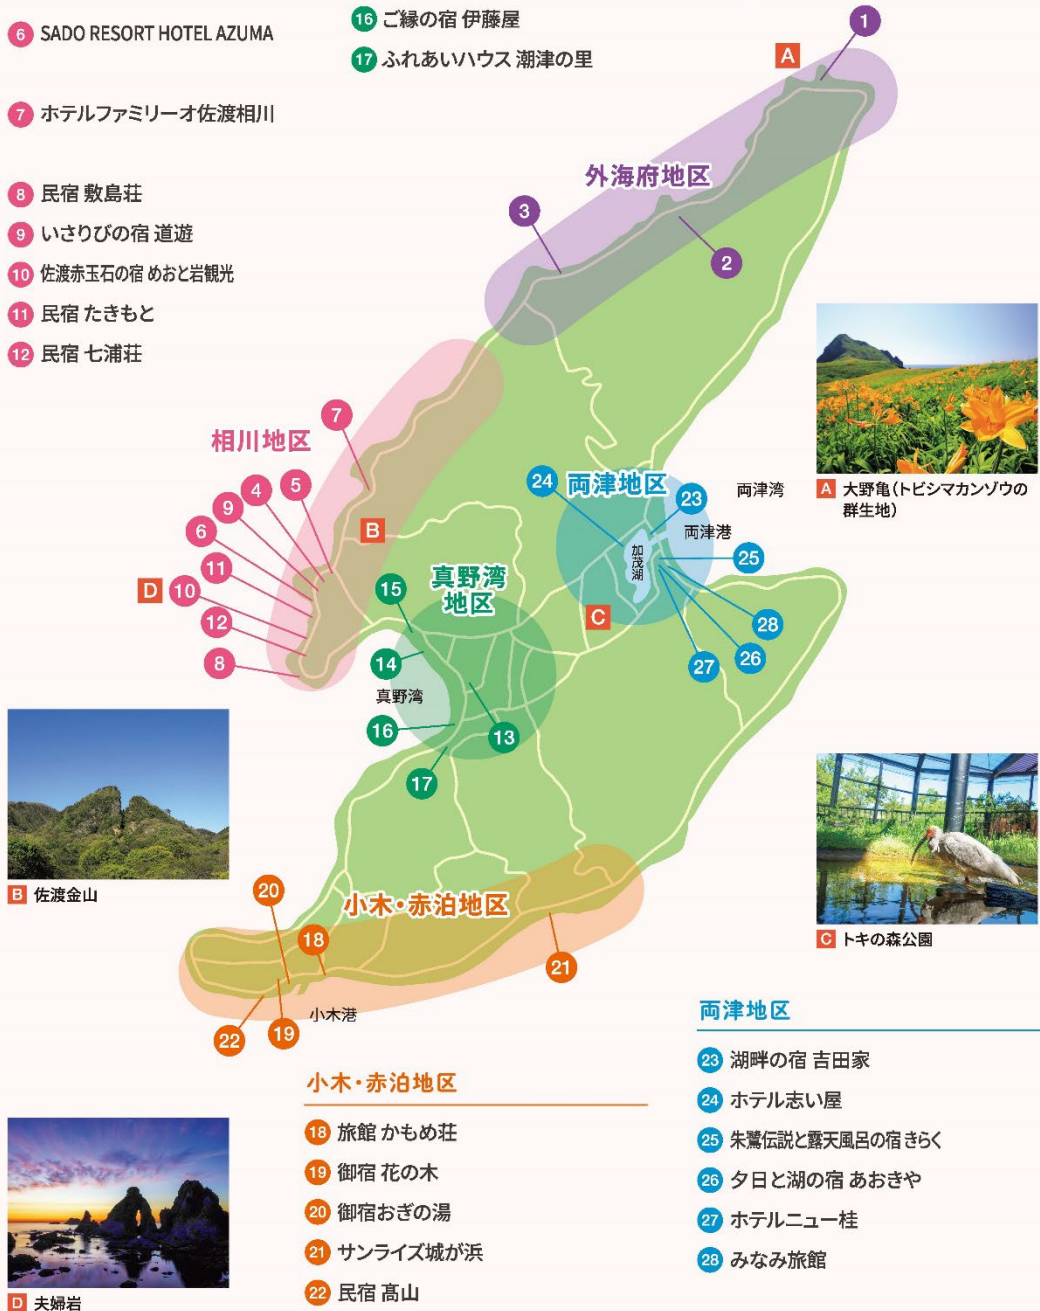 6 SADO RESORT HOTEL AZUMA
7 ホテルファミリーオ佐渡相川
8 民宿 敷島荘
9 いさりびの宿 道遊
10 佐渡赤玉石の宿 めおと岩観光
11 民宿 たきもと
12 民宿 七浦荘
16 ご縁の宿 伊藤屋
17 ふれあいハウス 潮津の里
1
A
外海府地区
3
2
相川地区
7
5
4
9
6
11
D 10
12
8
B
両津地区
24
23
両津湾
両津港
加茂湖
25
28
26
27
C
真野湾
地区
15
14
真野湾
16
13
17
A 大野亀(トビシマカンゾウの
群生地)
B 佐渡金山
C トキの森公園
小木・赤泊地区
20
18
21
小木港
22
19
D 夫婦岩
小木・赤泊地区
18 旅館 かもめ荘
19 御宿 花の木
20 御宿おぎの湯
21 サンライズ城が浜
22 民宿 髙山
両津地区
23 湖畔の宿 吉田家
24 ホテル志い屋
25 朱鷺伝説と露天風呂の宿 きらく
26 夕日と湖の宿 あおきや
27 ホテルニュー桂
28 みなみ旅館